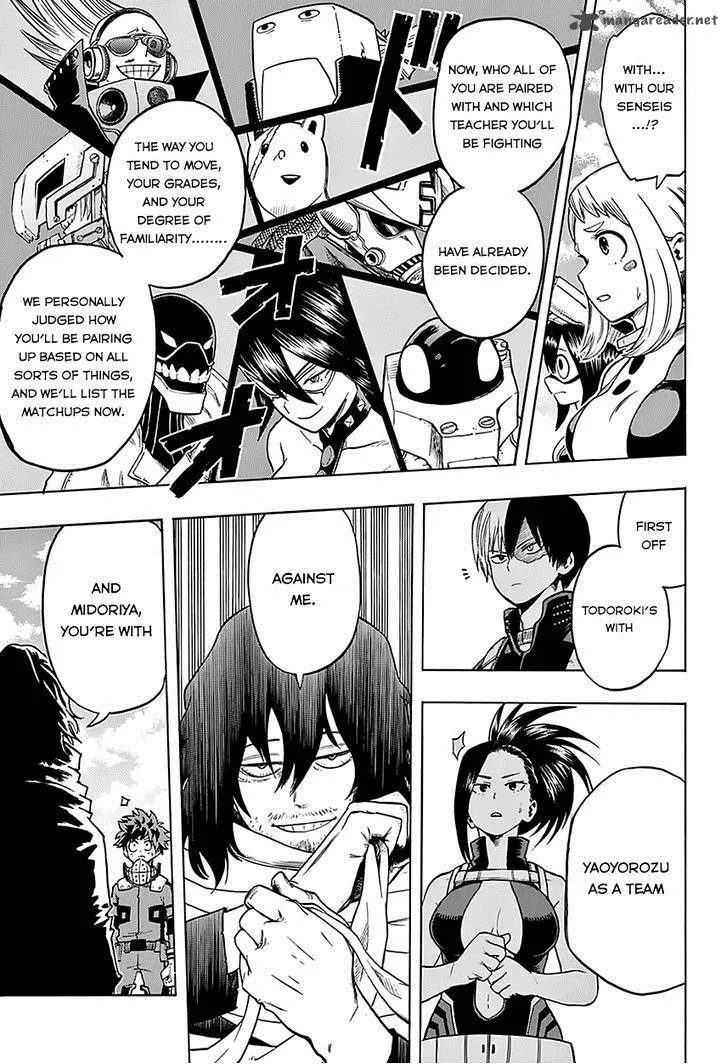 mangareader.net
WITH...
WITH OUR
SENSEIS
....!?
NOW, WHO ALL OF
YOU ARE PAIRED
WITH AND WHICH
TEACHER YOU'LL
BE FIGHTING
HAVE ALREADY
BEEN DECIDED.
ド
オ
オ
THE WAY YOU
TEND TO MOVE,
YOUR GRADES,
AND YOUR
DEGREE OF
FAMILIARITY........
WE PERSONALLY
JUDGED HOW
YOU'LL BE PAIRING
UP BASED ON ALL
SORTS OF THINGS,
AND WE'LL LIST THE
MATCHUPS NOW.
FIRST
OFF
TODOROKI'S
WITH
YAOYOROZU
AS A TEAM
AGAINST
ME.
AND
MIDORIYA,
YOU'RE WITH